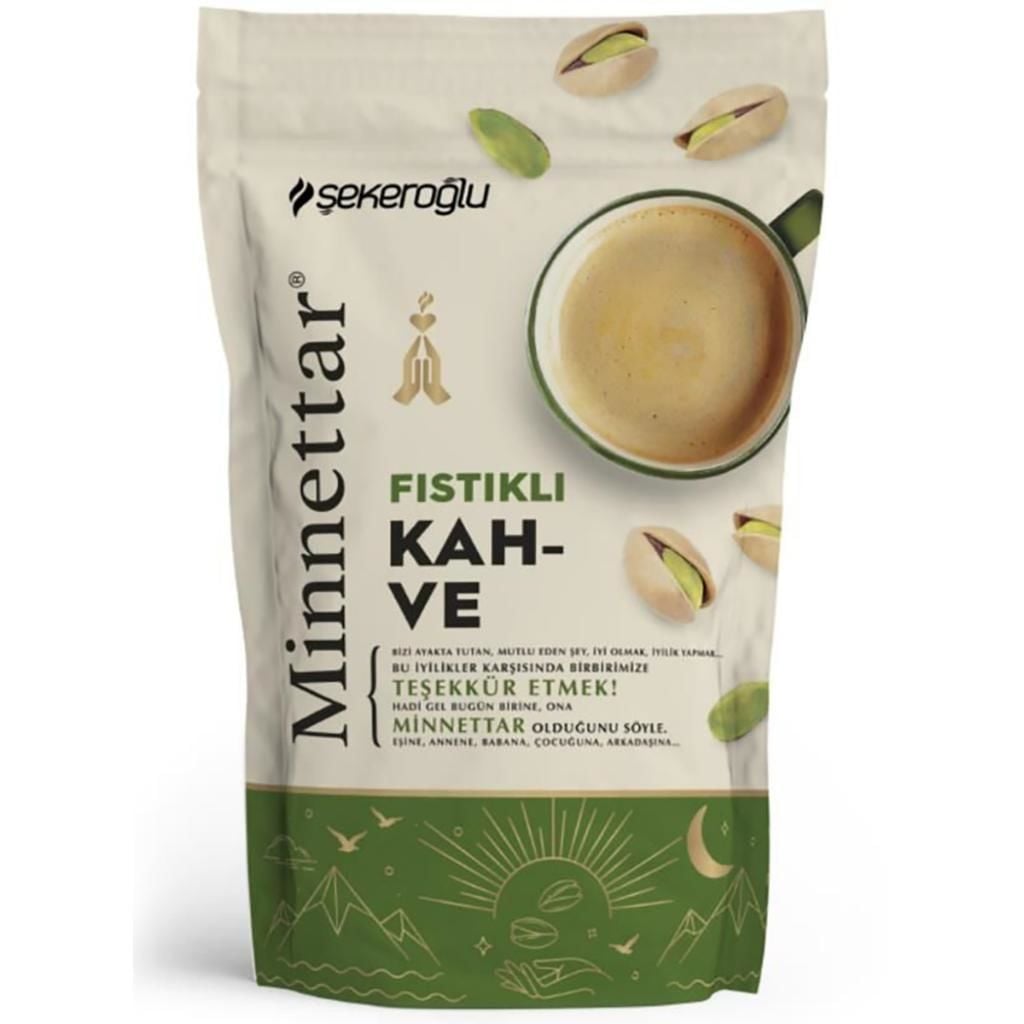 şekeroğlu
Minnettar®
FISTIKLI
KAH-
VE
BİZİ AYAKTA TUTAN, MUTLU EDEN ŞEY, İYİ OLMAK, İYİLİK YAPMAK...
BU İYİLİKLER KARŞISINDA BİRBİRİMİZE
TEŞEKKÜR ETMEK!
HADİ GEL BUGÜN BİRİNE, ONA
MİNNETTAR OLDUĞUNU SÖYLE.
EŞİNE, ANNENE, BABANA, ÇOCUĞUNA, ARKADAŞINA...